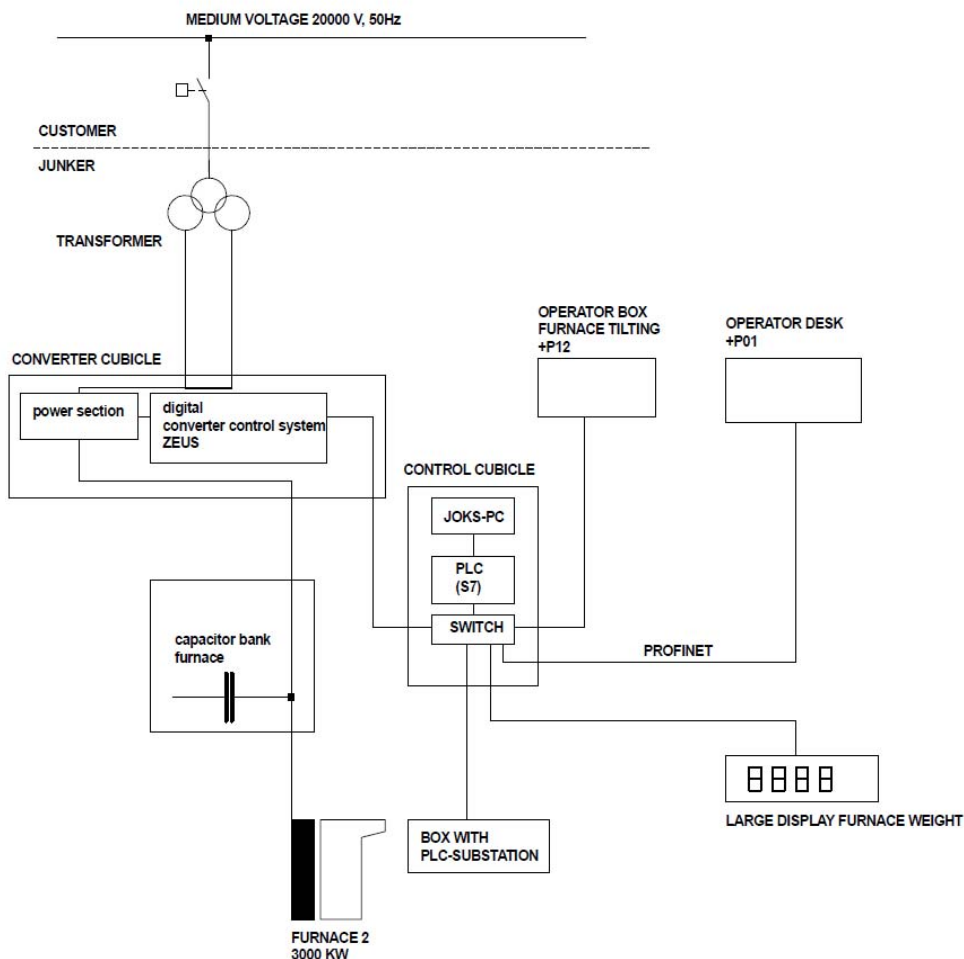 MEDIUM VOLTAGE 20000 V, 50Hz
CUSTOMER
JUNKER
TRANSFORMER
OPERATOR BOX
FURNACE TILTING
+P12
OPERATOR DESK
+P01
CONVERTER CUBICLE
power section
digital
converter control system
ZEUS
CONTROL CUBICLE
JOKS-PC
PLC
(S7)
SWITCH
PROFINET
capacitor bank
furnace
8888
LARGE DISPLAY FURNACE WEIGHT
BOX WITH
PLC-SUBSTATION
FURNACE 2
3000 KW